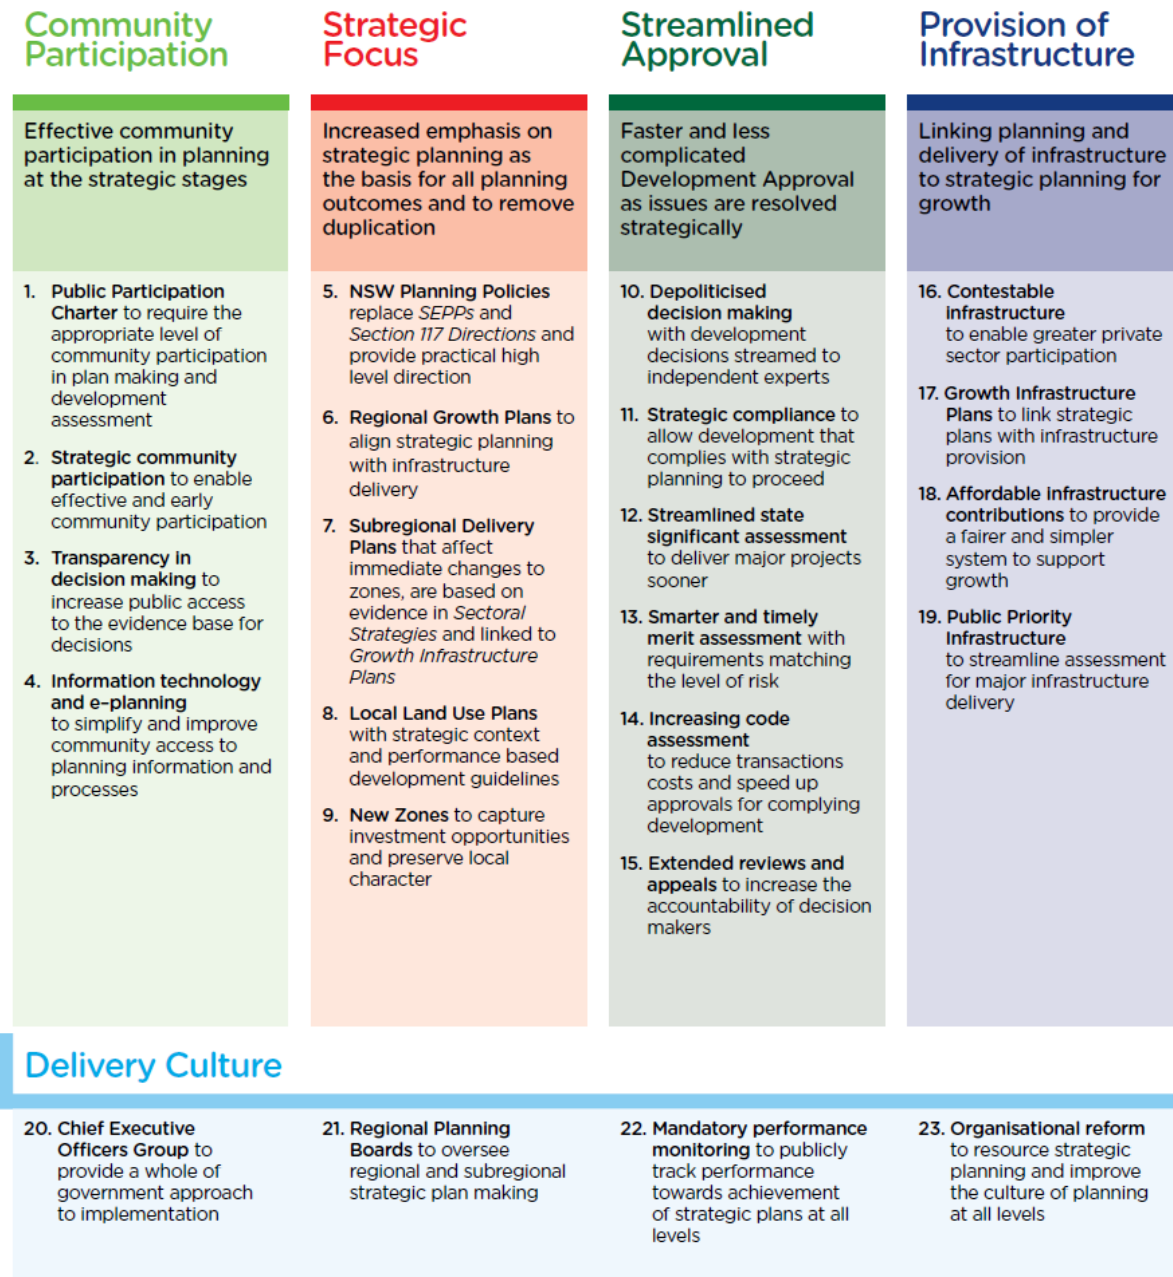 Community
Participation
Effective community
participation in planning
at the strategic stages
1. Public Participation
Charter to require the
appropriate level of
community participation
in plan making and
development
assessment
2. Strategic community
participation to enable
effective and early
community participation
3. Transparency in
decision making to
increase public access
to the evidence base for
decisions
4. Information technology
and e-planning
to simplify and improve
community access to
planning information and
processes
Strategic
Focus
Increased emphasis on
strategic planning as
the basis for all planning
outcomes and to remove
duplication
5. NSW Planning Policies
replace SEPPs and
Section 117 Directions and
provide practical high
level direction
6. Regional Growth Plans to
align strategic planning
with infrastructure
delivery
7. Subregional Delivery
Plans that affect
immediate changes to
zones, are based on
evidence in Sectoral
Strategies and linked to
Growth Infrastructure
Plans
8. Local Land Use Plans
with strategic context
and performance based
development guidelines
9. New Zones to capture
investment opportunities
and preserve local
character
Streamlined
Approval
Faster and less
complicated
Development Approval
as issues are resolved
strategically
10. Depoliticised
decision making
with development
decisions streamed to
independent experts
11. Strategic compliance to
allow development that
complies with strategic
planning to proceed
12. Streamlined state
significant assessment
to deliver major projects
sooner
13. Smarter and timely
merit assessment with
requirements matching
the level of risk
14. Increasing code
assessment
to reduce transactions
costs and speed up
approvals for complying
development
15. Extended reviews and
appeals to increase the
accountability of decision
makers
Provision of
Infrastructure
Linking planning and
delivery of infrastructure
to strategic planning for
growth
16. Contestable
infrastructure
to enable greater private
sector participation
17. Growth Infrastructure
Plans to link strategic
plans with infrastructure
provision
18. Affordable infrastructure
contributions to provide
a fairer and simpler
system to support
growth
19. Public Priority
Infrastructure
to streamline assessment
for major infrastructure
delivery
Delivery Culture
20. Chief Executive
Officers Group to
provide a whole of
government approach
to implementation
21. Regional Planning
Boards to oversee
regional and subregional
strategic plan making
22. Mandatory performance
monitoring to publicly
track performance
towards achievement
of strategic plans at all
levels
23. Organisational reform
to resource strategic
planning and improve
the culture of planning
at all levels